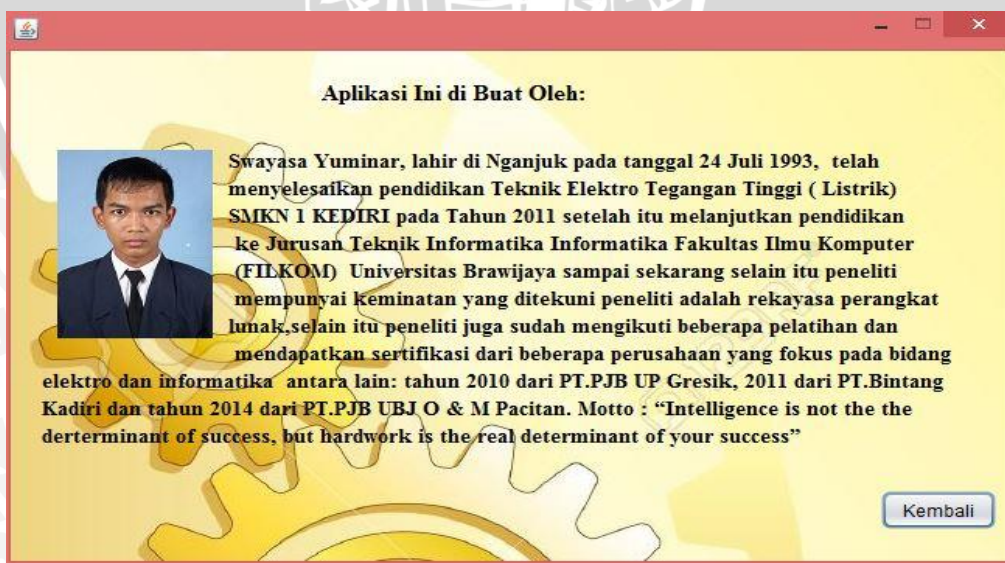 Aplikasi Ini di Buat Oleh:
Swayasa Yuminar, lahir di Nganjuk pada tanggal 24 Juli 1993, telah
menyelesaikan pendidikan Teknik Elektro Tegangan Tinggi ( Listrik)
SMKN 1 KEDIRI pada Tahun 2011 setelah itu melanjutkan pendidikan
ke Jurusan Teknik Informatika Informatika Fakultas Ilmu Komputer
(FILKOM) Universitas Brawijaya sampai sekarang selain itu peneliti
mempunyai keminatan yang ditekuni peneliti adalah rekayasa perangkat
lunak,selain itu peneliti juga sudah mengikuti beberapa pelatihan dan
mendapatkan sertifikasi dari beberapa perusahaan yang fokus pada bidang
elektro dan informatika antara lain: tahun 2010 dari PT.PJB UP Gresik, 2011 dari PT.Bintang
Kadiri dan tahun 2014 dari PT.PJB UBJ O & M Pacitan. Motto : “Intelligence is not the the
derterminant of success, but hardwork is the real determinant of your success”
Kembali